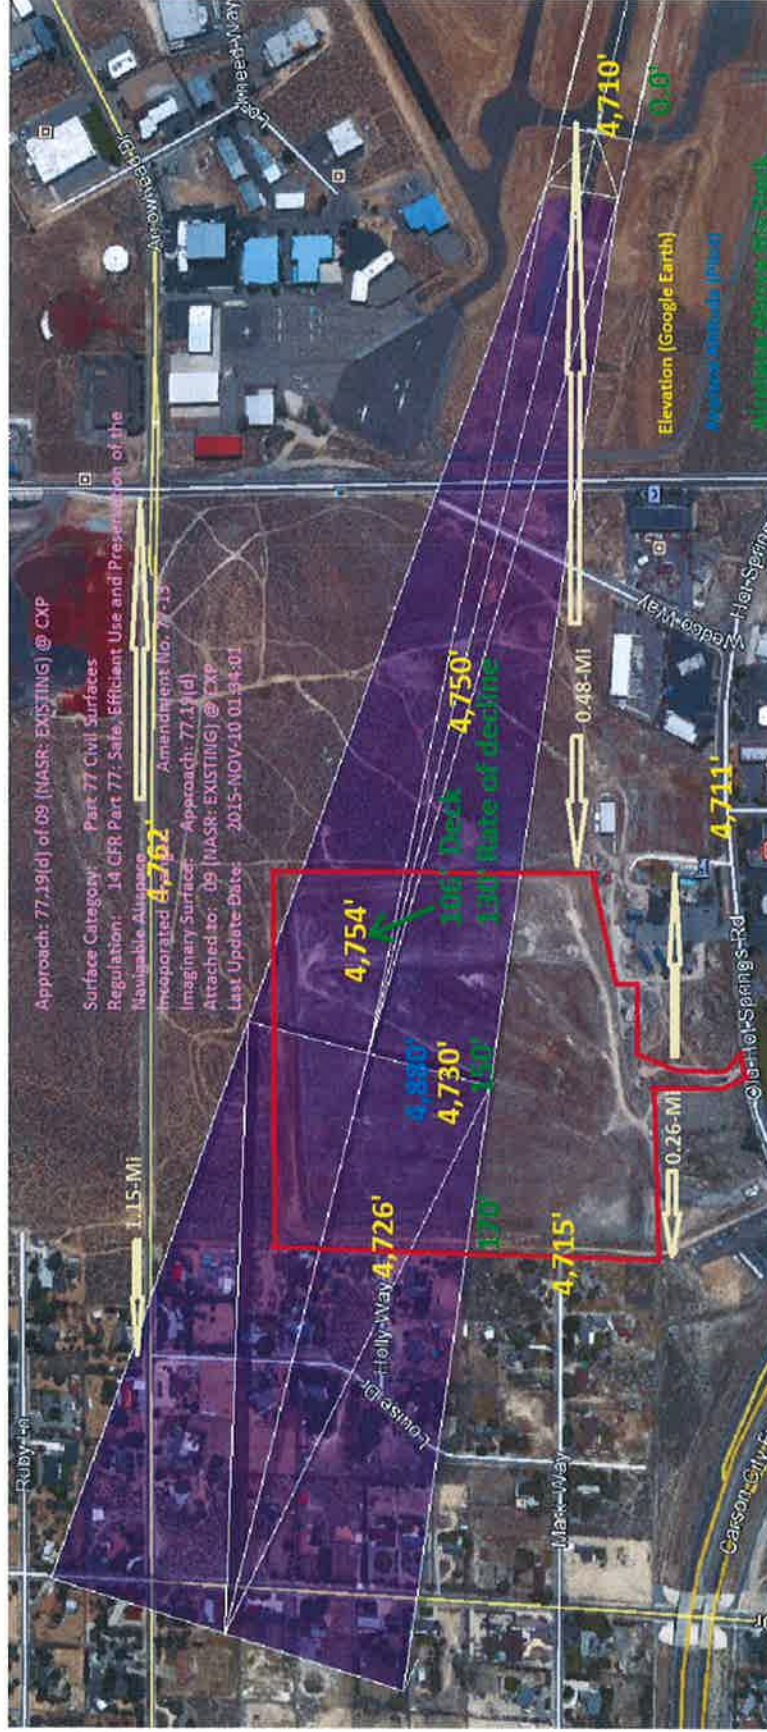 Approach: 77.19(d) of 09 (NASR: EXISTING) @ CXP
Surface Category: Part 77 Civil Surfaces
Regulation: 14 CFR Part 77: Safe, Efficient Use and Preservation of the
Navigable Airspace
Incorporated Amendment No. 77-13
Imaginary Surface: Approach: 77.19(d)
Attached to: 09 (NASR: EXISTING) @ CXP
Last Update Date: 2015-NOV-10 01:34:01
Ruby Ln
1.15-Mi
4,762'
Arrowhead Dr
Lockheed Way
4,726'
Holly Way
Louise Dr
4,880'
4,730'
150'
4,754'
106' Deck
130' Rate of decline
4,750'
4,710'
0.0'
170'
4,715'
Mark Way
0.48-Mi
Elevation (Google Earth)
0.26-Mi
Wedco Way
4,711'
Old Hot Springs Rd
Carson City